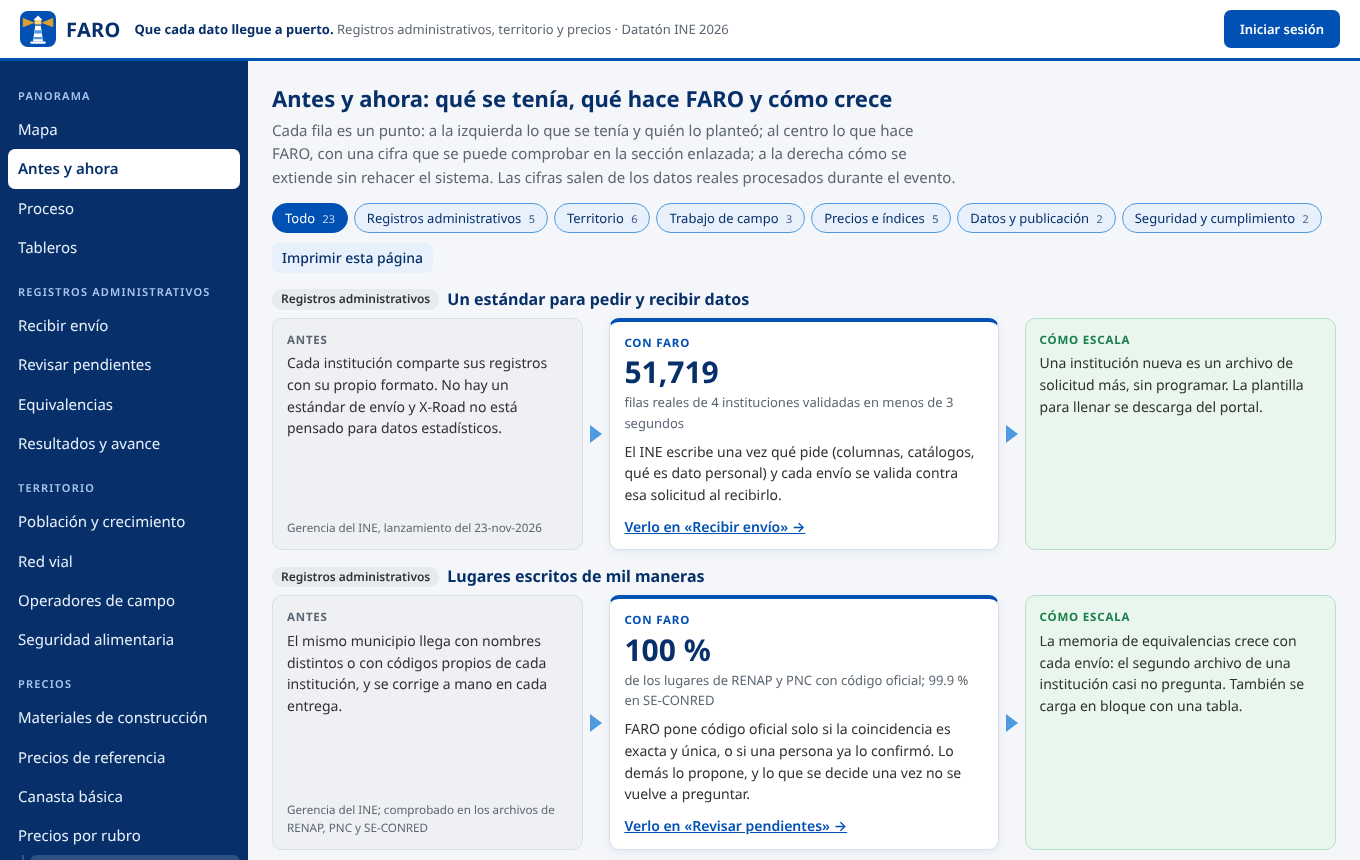 FARO
Que cada dato llegue a puerto. Registros administrativos, territorio y precios · Datatón INE 2026
Iniciar sesión
PANORAMA
Mapa
Antes y ahora
Proceso
Tableros
REGISTROS ADMINISTRATIVOS
Recibir envío
Revisar pendientes
Equivalencias
Resultados y avance
TERRITORIO
Población y crecimiento
Red vial
Operadores de campo
Seguridad alimentaria
PRECIOS
Materiales de construcción
Precios de referencia
Canasta básica
Precios por rubro
Antes y ahora: qué se tenía, qué hace FARO y cómo crece
Cada fila es un punto: a la izquierda lo que se tenía y quién lo planteó; al centro lo que hace
FARO, con una cifra que se puede comprobar en la sección enlazada; a la derecha cómo se
extiende sin rehacer el sistema. Las cifras salen de los datos reales procesados durante el evento.
Todo 23
Registros administrativos 5
Territorio 6
Trabajo de campo 3
Precios e índices 5
Datos y publicación 2
Seguridad y cumplimiento 2
Imprimir esta página
Registros administrativos Un estándar para pedir y recibir datos
ANTES
Cada institución comparte sus registros
con su propio formato. No hay un
estándar de envío y X-Road no está
pensado para datos estadísticos.
Gerencia del INE, lanzamiento del 23-nov-2026
CON FARO
51,719
filas reales de 4 instituciones validadas en menos de 3
segundos
El INE escribe una vez qué pide (columnas, catálogos,
qué es dato personal) y cada envío se valida contra
esa solicitud al recibirlo.
Verlo en «Recibir envío» →
CÓMO ESCALA
Una institución nueva es un archivo de
solicitud más, sin programar. La plantilla
para llenar se descarga del portal.
Registros administrativos Lugares escritos de mil maneras
ANTES
El mismo municipio llega con nombres
distintos o con códigos propios de cada
institución, y se corrige a mano en cada
entrega.
Gerencia del INE; comprobado en los archivos de
RENAP, PNC y SE-CONRED
CON FARO
100 %
de los lugares de RENAP y PNC con código oficial; 99.9 %
en SE-CONRED
FARO pone código oficial solo si la coincidencia es
exacta y única, o si una persona ya lo confirmó. Lo
demás lo propone, y lo que se decide una vez no se
vuelve a preguntar.
Verlo en «Revisar pendientes» →
CÓMO ESCALA
La memoria de equivalencias crece con
cada envío: el segundo archivo de una
institución casi no pregunta. También se
carga en bloque con una tabla.